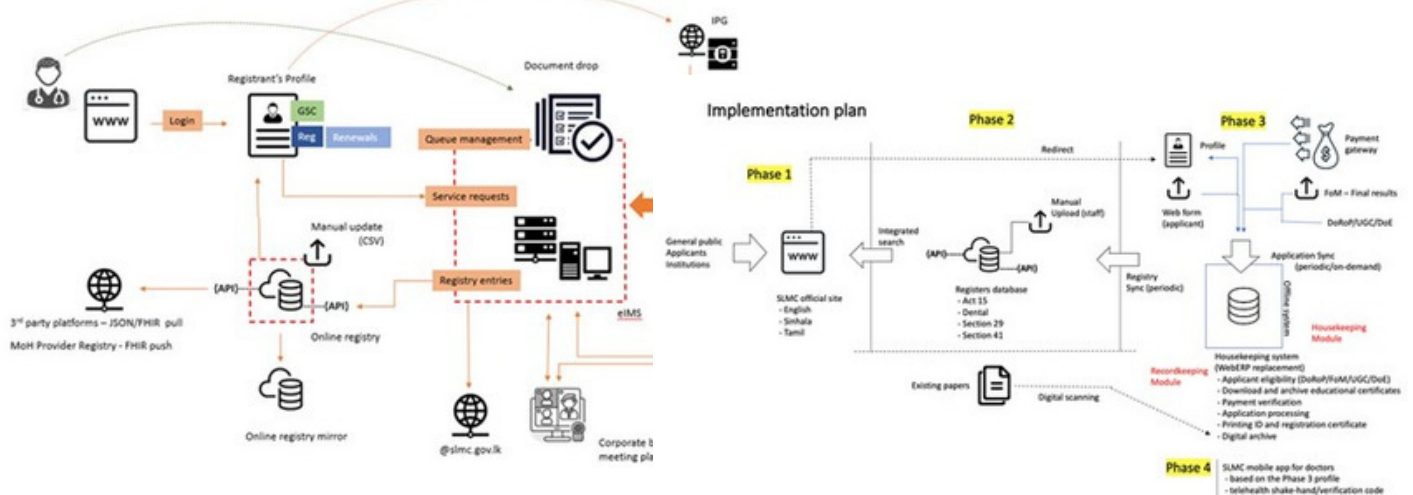 IPG
Document drop
Registrant's Profile
GSC
www
Login
Reg
Renewals
Queue management
Service requests
Manual update
(CSV)
Registry entries
(API)
(API)
eIMS
3rd party platforms – JSON/FHIR pull
MoH Provider Registry - FHIR push
Online registry
Online registry mirror
@slmc.gov.lk
Corporate
meeting
Implementation plan
Phase 1
Phase 2
Phase 3
Redirect
Profile
Payment
gateway
Web form
(applicant)
FoM – Final results
DoRoP/UGC/DoE
General public
Applicants
Institutions
www
Integrated
search
Manual
Upload (staff)
(API)
(API)
Registry
Sync (periodic)
Application Sync
(periodic/on-demand)
SLMC official site
- English
- Sinhala
- Tamil
Registers database
- Act 15
- Dental
- Section 29
- Section 41
Offline system
Housekeeping
Module
Recordkeeping
Module
Housekeeping system
(WebERP replacement)
- Applicant eligibility (DoRoP/FoM/UGC/DoE)
- Download and archive educational certificates
- Payment verification
- Application processing
- Printing ID and registration certificate
- Digital archive
Existing papers
Digital scanning
Phase 4
SLMC mobile app for doctors
- based on the Phase 3 profile
- telehealth shake-hand/verification code